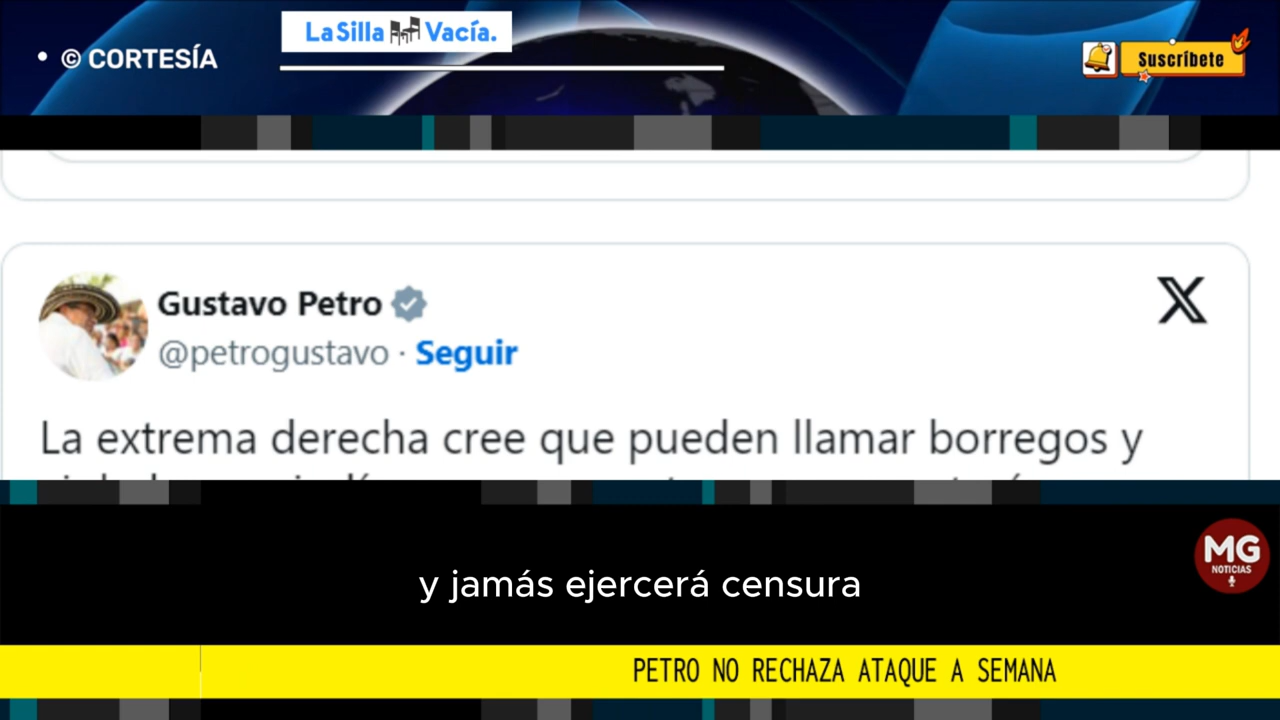 • © CORTESÍA
La Silla Vacía.
Suscríbete
Gustavo Petro
@petrogustavo · Seguir
La extrema derecha cree que pueden llamar borregos y
y jamás ejercerá censura
MG
NOTICIAS
PETRO NO RECHAZA ATAQUE A SEMANA